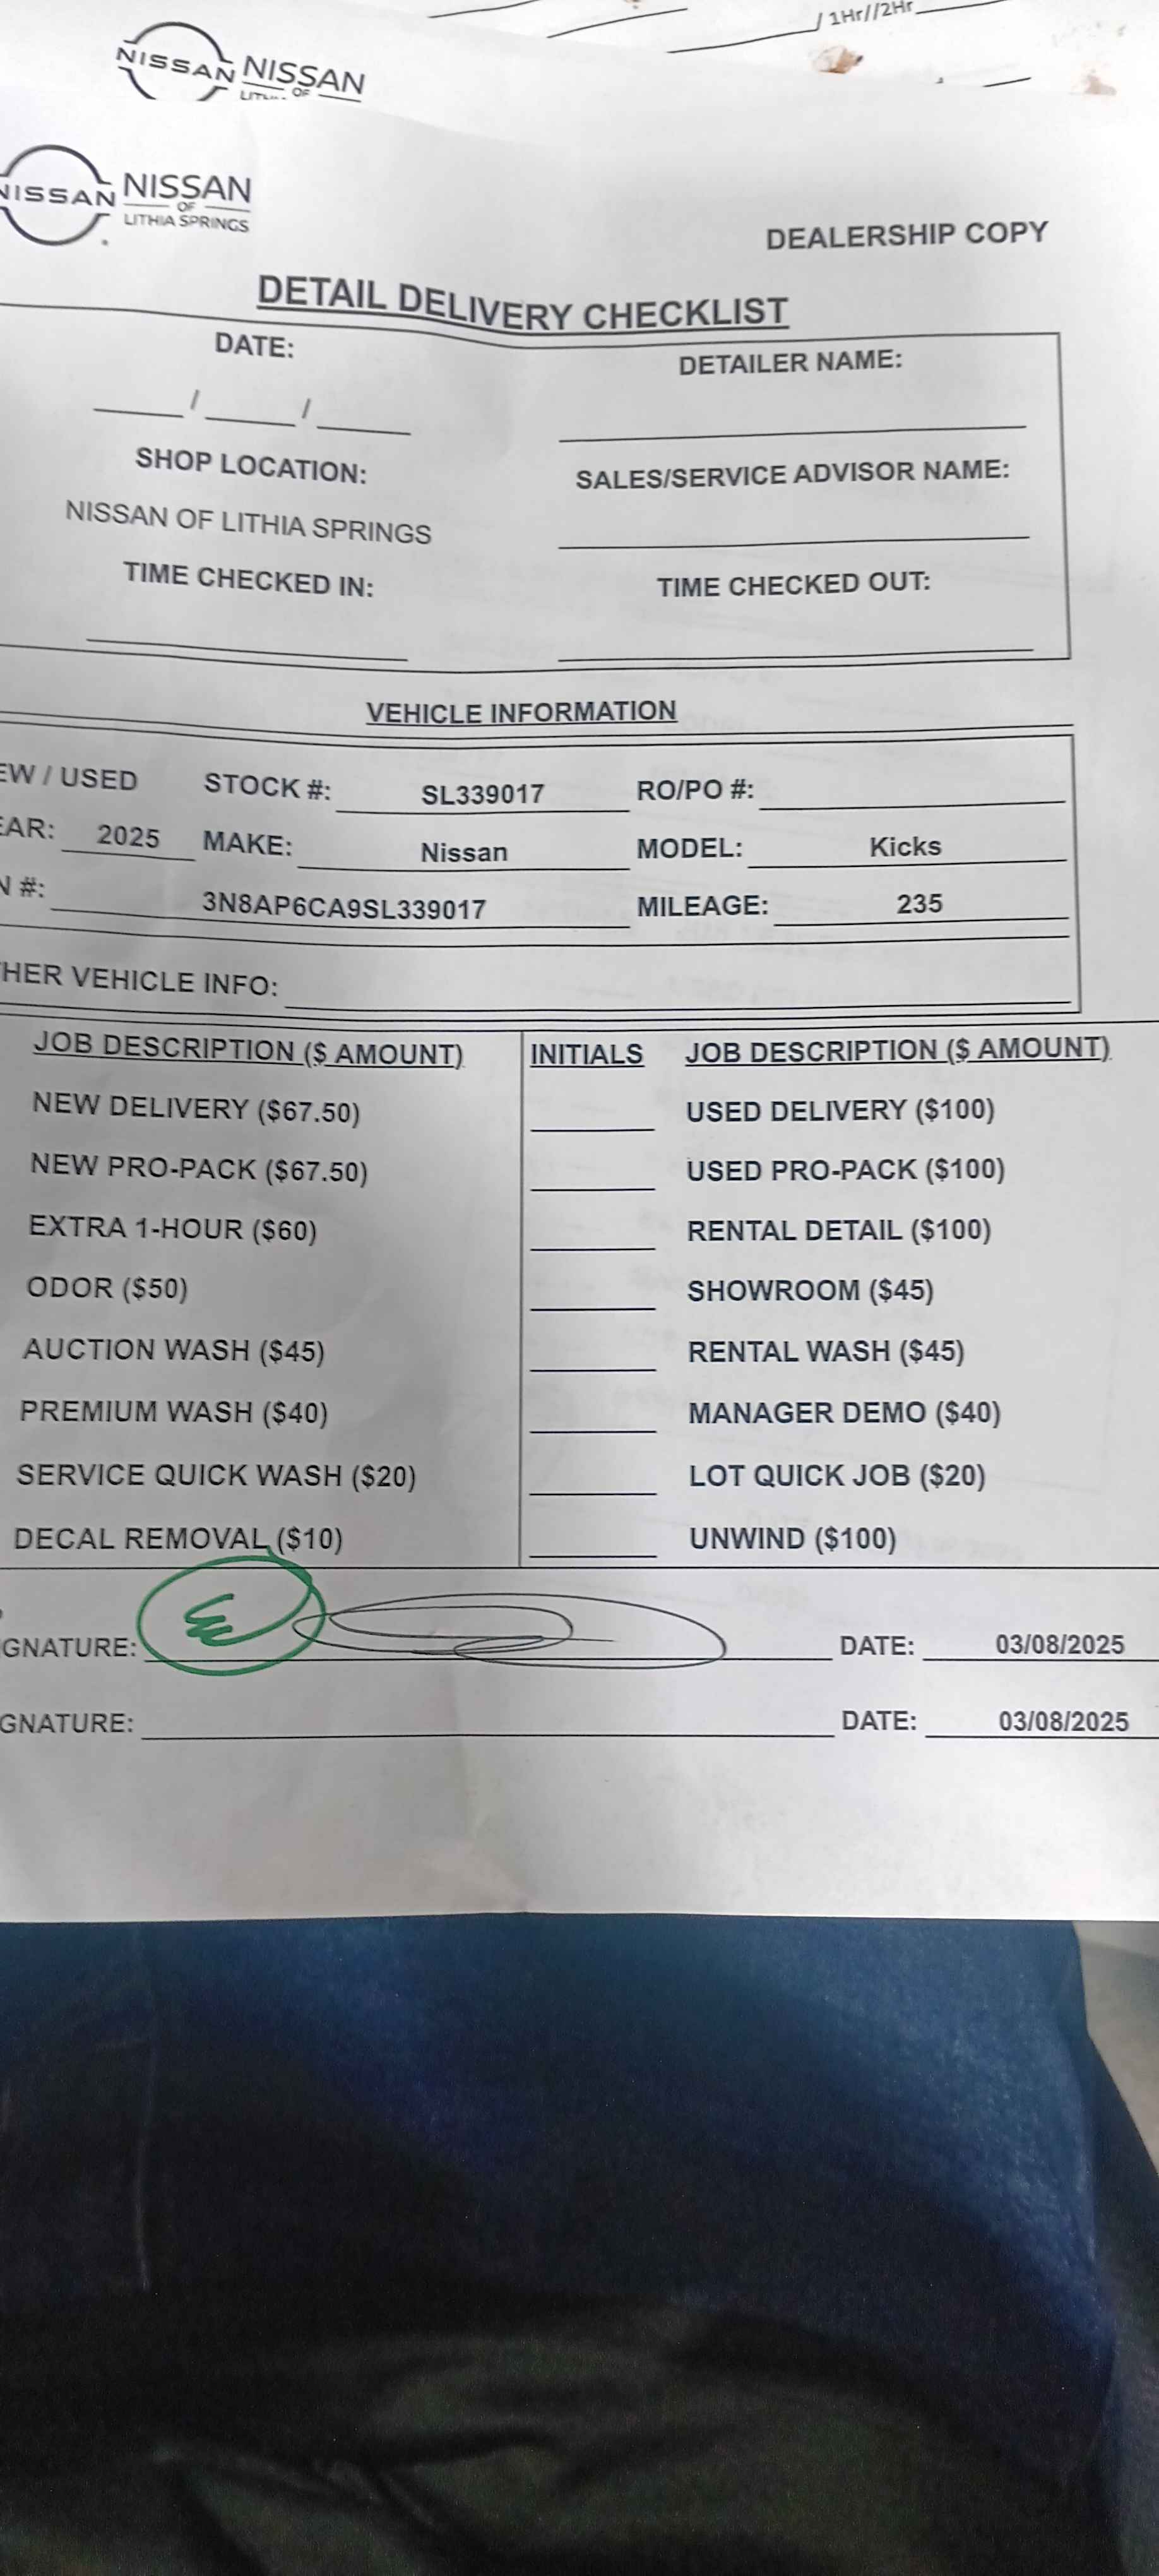 / 1Hr//2Hr
NISSAN NISSAN
OF
NISSAN NISSAN
OF
LITHIA SPRINGS
DEALERSHIP COPY
DETAIL DELIVERY CHECKLIST
DATE: DETAILER NAME:
/ /
SHOP LOCATION: SALES/SERVICE ADVISOR NAME:
NISSAN OF LITHIA SPRINGS
TIME CHECKED IN: TIME CHECKED OUT:
VEHICLE INFORMATION
EW / USED STOCK #: SL339017 RO/PO #:
EAR: 2025 MAKE: Nissan MODEL: Kicks
N #: 3N8AP6CA9SL339017 MILEAGE: 235
HER VEHICLE INFO:
JOB DESCRIPTION ($ AMOUNT) INITIALS JOB DESCRIPTION ($ AMOUNT)
NEW DELIVERY ($67.50) USED DELIVERY ($100)
NEW PRO-PACK ($67.50) USED PRO-PACK ($100)
EXTRA 1-HOUR ($60) RENTAL DETAIL ($100)
ODOR ($50) SHOWROOM ($45)
AUCTION WASH ($45) RENTAL WASH ($45)
PREMIUM WASH ($40) MANAGER DEMO ($40)
SERVICE QUICK WASH ($20) LOT QUICK JOB ($20)
DECAL REMOVAL ($10) UNWIND ($100)
GNATURE: DATE: 03/08/2025
GNATURE: DATE: 03/08/2025